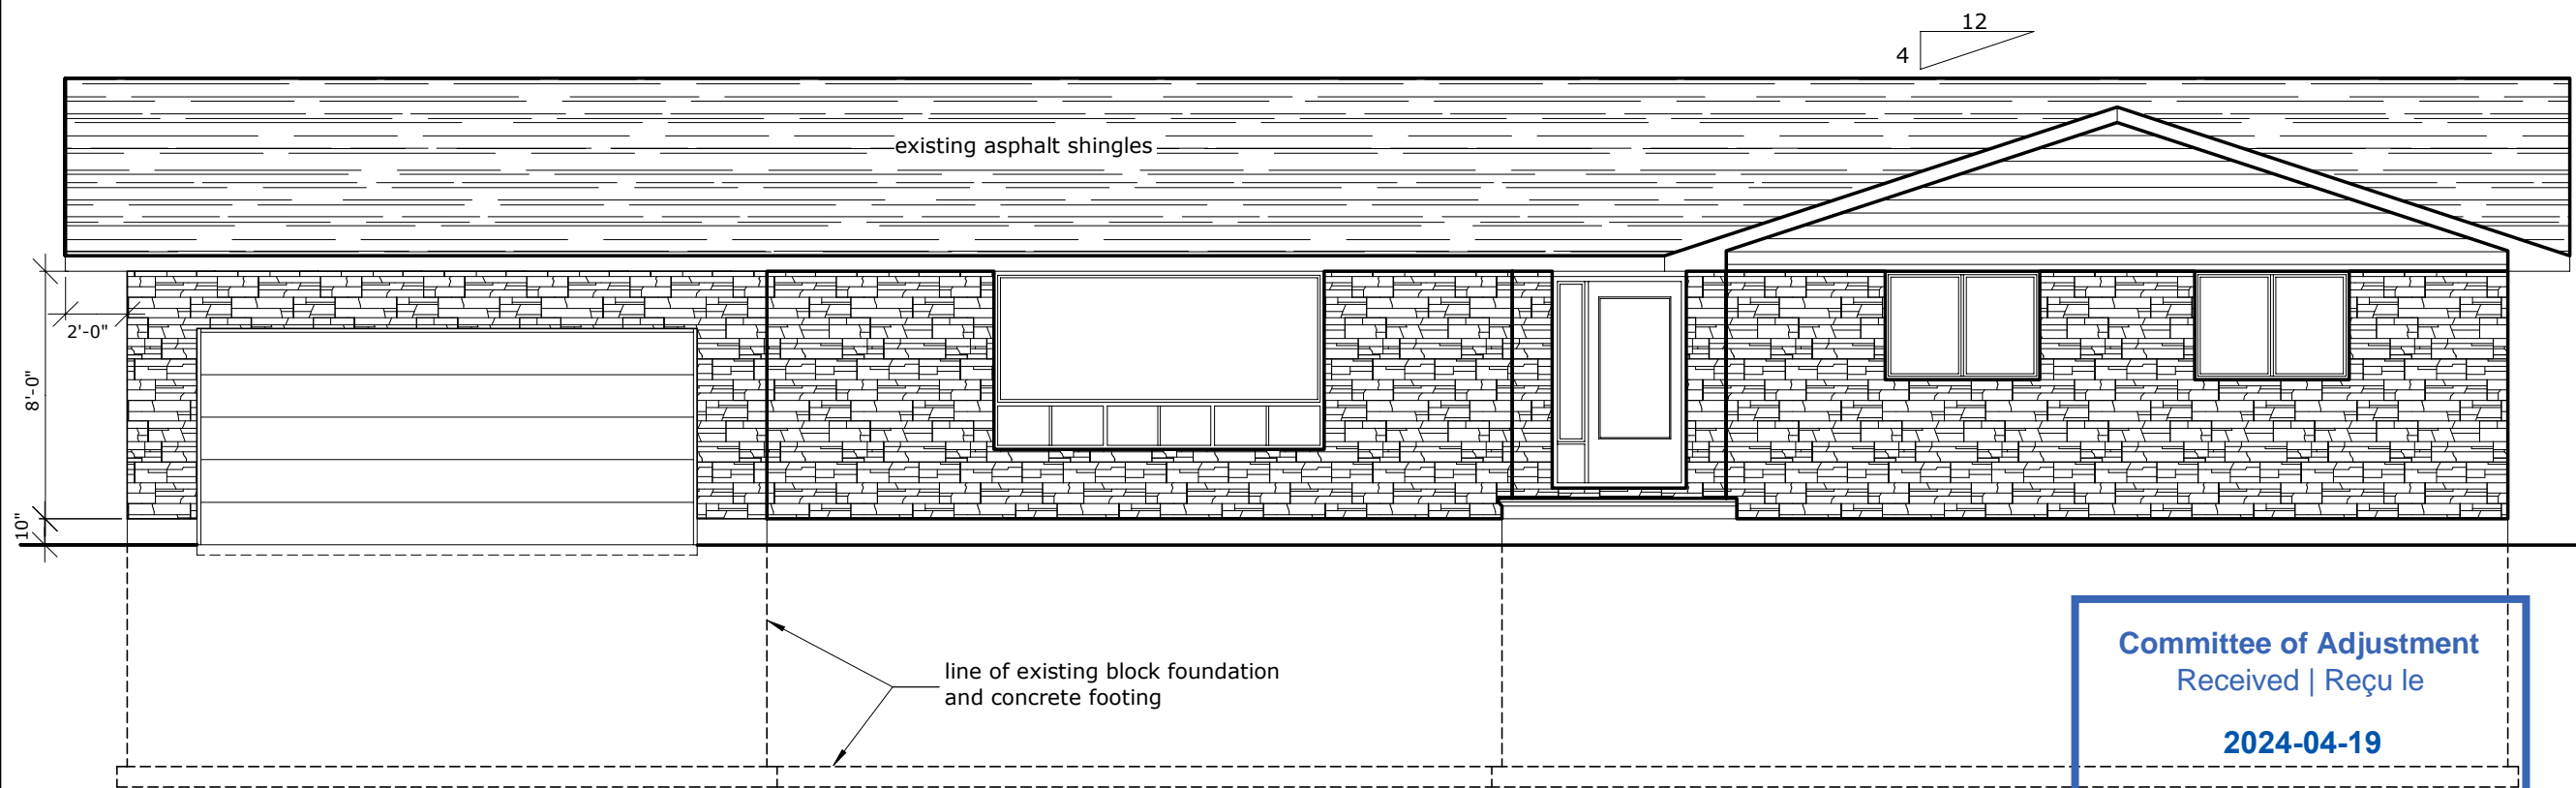 12
4
existing asphalt shingles
2'-0"
8'-0"
10"
line of existing block foundation
and concrete footing
Committee of Adjustment
Received | Reçu le
2024-04-19